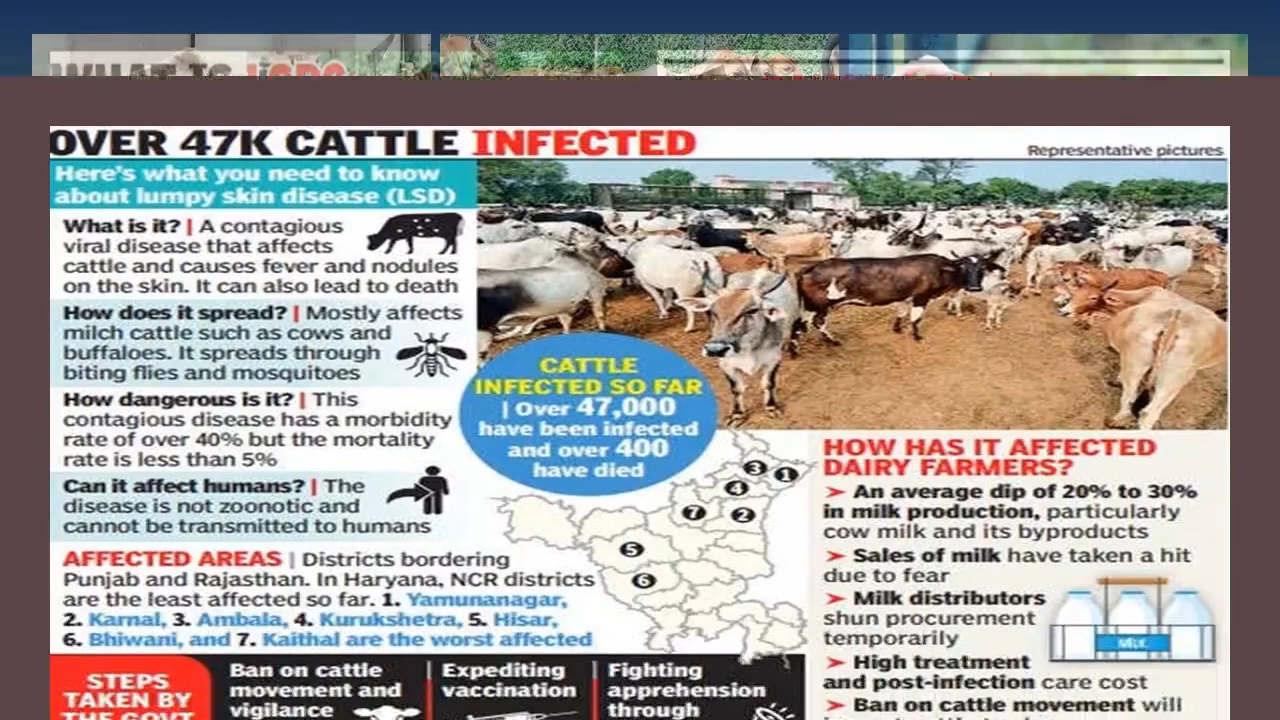 WHAT IS
OVER 47K CATTLE INFECTED
Representative pictures
Here's what you need to know
about lumpy skin disease (LSD)
What is it? | A contagious
viral disease that affects
cattle and causes fever and nodules
on the skin. It can also lead to death
How does it spread? | Mostly affects
milch cattle such as cows and
buffaloes. It spreads through
biting flies and mosquitoes
How dangerous is it? | This
contagious disease has a morbidity
rate of over 40% but the mortality
rate is less than 5%
Can it affect humans? | The
disease is not zoonotic and
cannot be transmitted to humans
CATTLE
INFECTED SO FAR
| Over 47,000
have been infected
and over 400
have died
AFFECTED AREAS | Districts bordering
Punjab and Rajasthan. In Haryana, NCR districts
are the least affected so far. 1. Yamunanagar,
2. Karnal, 3. Ambala, 4. Kurukshetra, 5. Hisar,
6. Bhiwani, and 7. Kaithal are the worst affected
3
1
4
7
2
5
6
HOW HAS IT AFFECTED
DAIRY FARMERS?
➤ An average dip of 20% to 30%
in milk production, particularly
cow milk and its byproducts
➤ Sales of milk have taken a hit
due to fear
➤ Milk distributors
shun procurement
temporarily
➤ High treatment
and post-infection care cost
➤ Ban on cattle movement will
MILK
STEPS
TAKEN BY
THE GOVT
Ban on cattle
movement and
vigilance
Expediting
vaccination
Fighting
apprehension
through